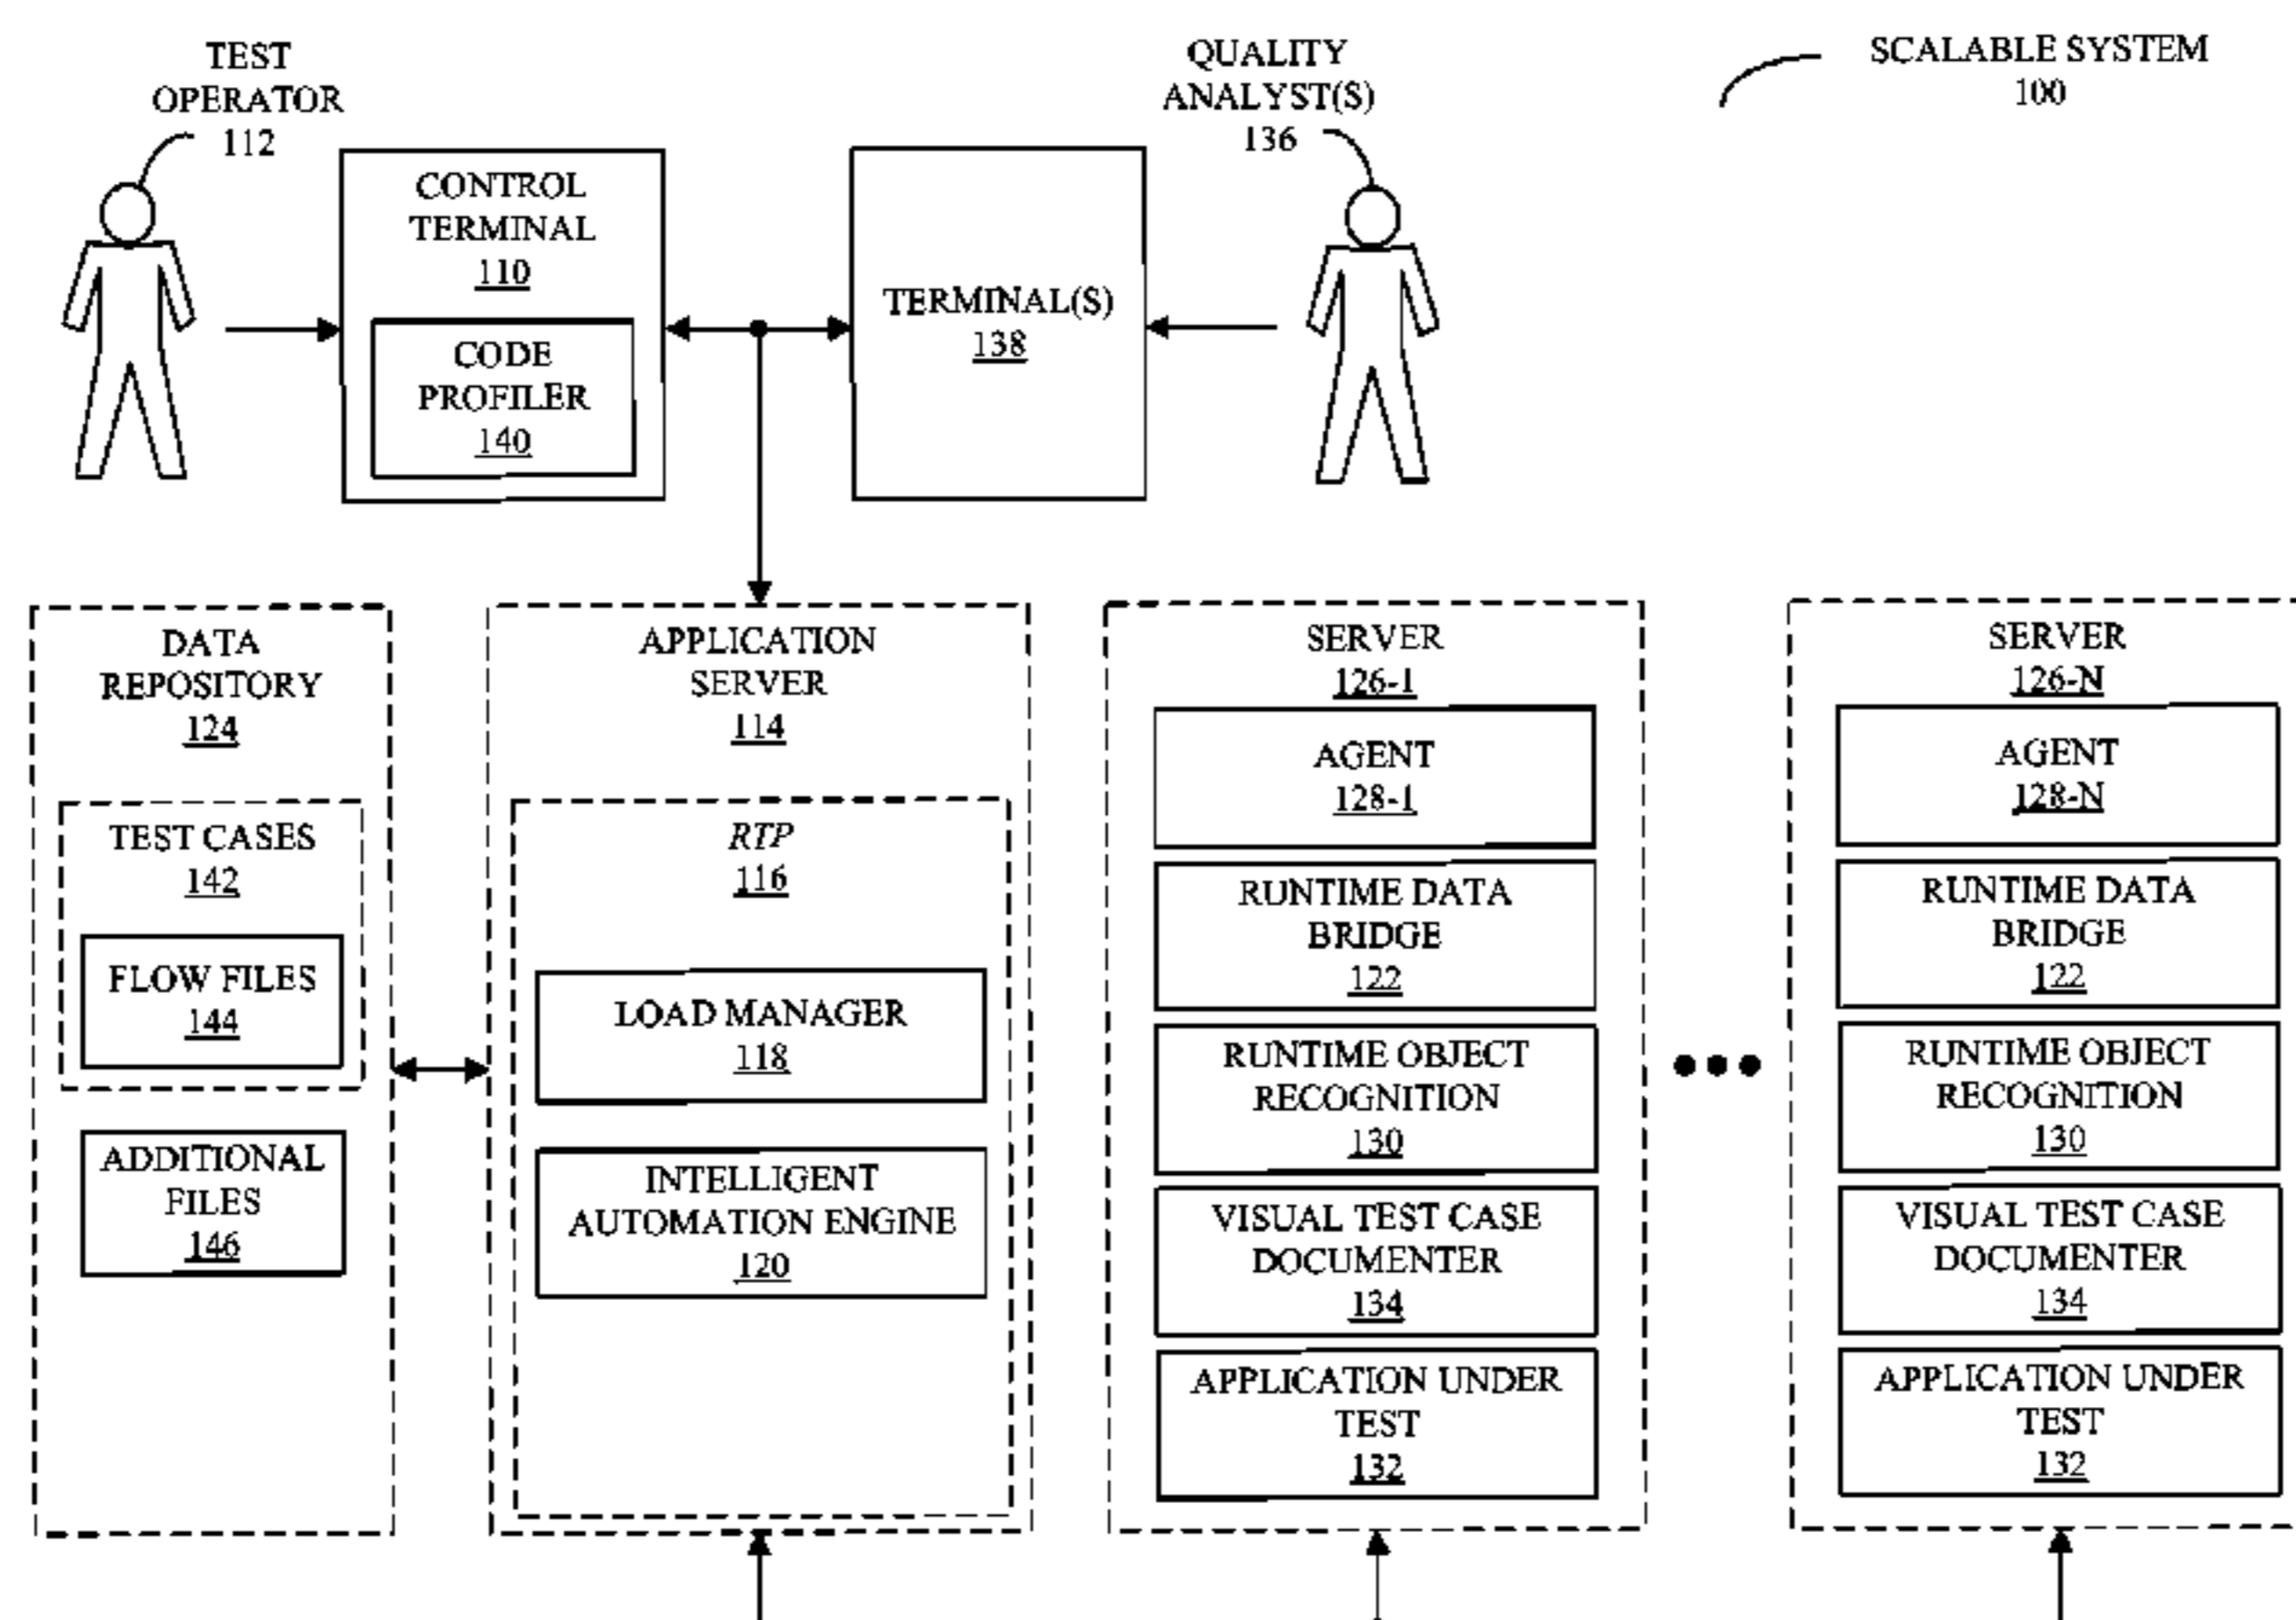 TEST
OPERATOR
112
QUALITY
ANALYST(S)
136
SCALABLE SYSTEM
100
CONTROL
TERMINAL
110
CODE
PROFILER
140
TERMINAL(S)
138
DATA
REPOSITORY
124
TEST CASES
142
FLOW FILES
144
ADDITIONAL
FILES
146
APPLICATION
SERVER
114
RTP
116
LOAD MANAGER
118
INTELLIGENT
AUTOMATION ENGINE
120
SERVER
126-1
AGENT
128-1
RUNTIME DATA
BRIDGE
122
RUNTIME OBJECT
RECOGNITION
130
VISUAL TEST CASE
DOCUMENTER
134
APPLICATION UNDER
TEST
132
SERVER
126-N
AGENT
128-N
RUNTIME DATA
BRIDGE
122
RUNTIME OBJECT
RECOGNITION
130
VISUAL TEST CASE
DOCUMENTER
134
APPLICATION UNDER
TEST
132